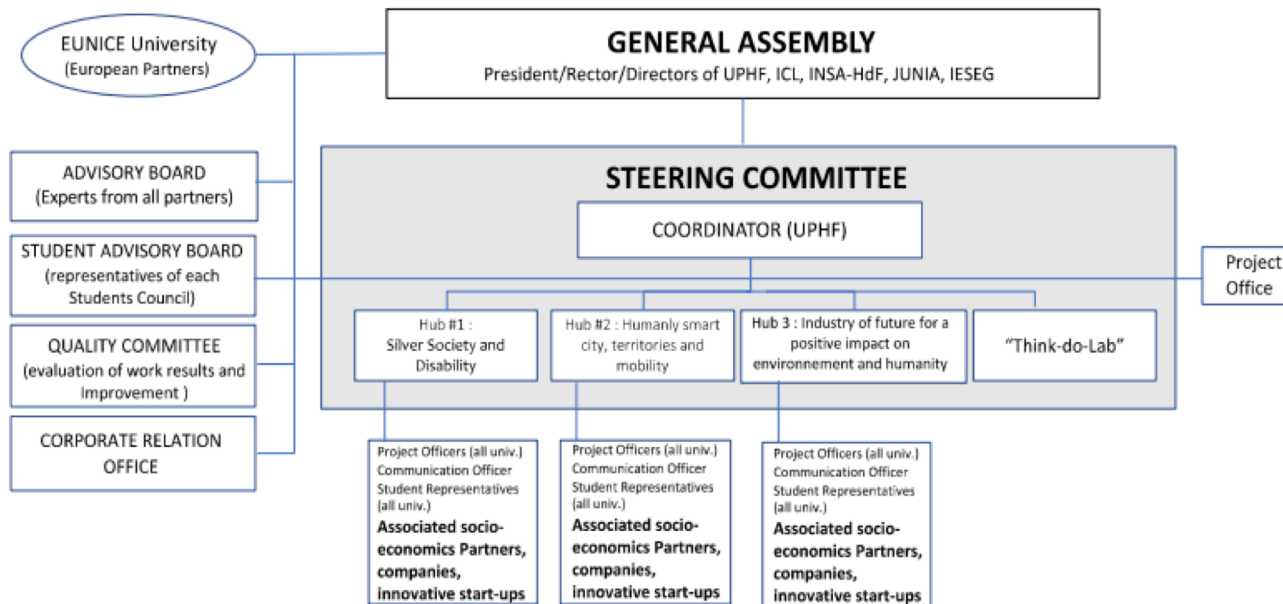 EUNICE University
(European Partners)
GENERAL ASSEMBLY
President/Rector/Directors of UPHF, ICL, INSA-HdF, JUNIA, IESEG
ADVISORY BOARD
(Experts from all partners)
STUDENT ADVISORY BOARD
(representatives of each
Students Council)
QUALITY COMMITTEE
(evaluation of work results and
Improvement )
CORPORATE RELATION
OFFICE
STEERING COMMITTEE
COORDINATOR (UPHF)
Project
Office
Hub #1 :
Silver Society and
Disability
Hub #2 : Humanly smart
city, territories and
mobility
Hub 3 : Industry of future for a
positive impact on
environnement and humanity
“Think-do-Lab”
Project Officers (all univ.)
Communication Officer
Student Representatives
(all univ.)
Associated socio-
economics Partners,
companies,
innovative start-ups
Project Officers (all univ.)
Communication Officer
Student Representatives
(all univ.)
Associated socio-
economics Partners,
companies,
innovative start-ups
Project Officers (all univ.)
Communication Officer
Student Representatives
(all univ.)
Associated socio-
economics Partners,
companies,
innovative start-ups